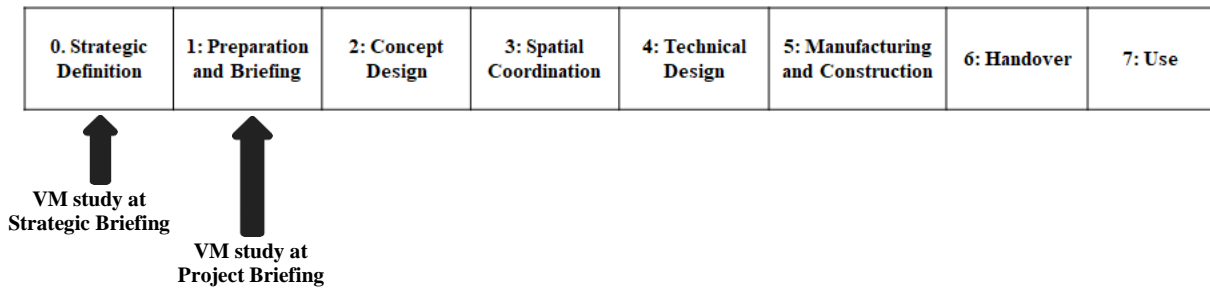 0. Strategic
Definition
1: Preparation
and Briefing
2: Concept
Design
3: Spatial
Coordination
4: Technical
Design
5: Manufacturing
and Construction
6: Handover
7: Use
VM study at
Strategic Briefing
VM study at
Project Briefing